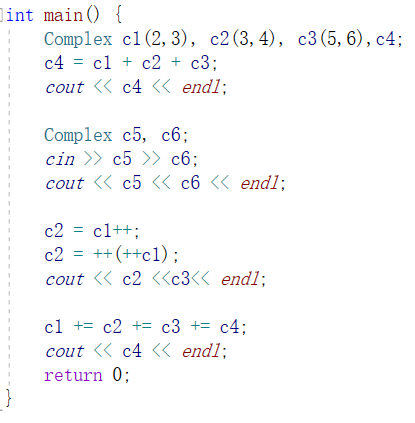 int main() {
Complex c1(2,3), c2(3,4), c3(5,6),c4;
c4 = c1 + c2 + c3;
cout << c4 << endl;
Complex c5, c6;
cin >> c5 >> c6;
cout << c5 << c6 << endl;
c2 = c1++;
c2 = ++(++c1);
cout << c2 <<c3<< endl;
c1 += c2 += c3 += c4;
cout << c4 << endl;
return 0;
}